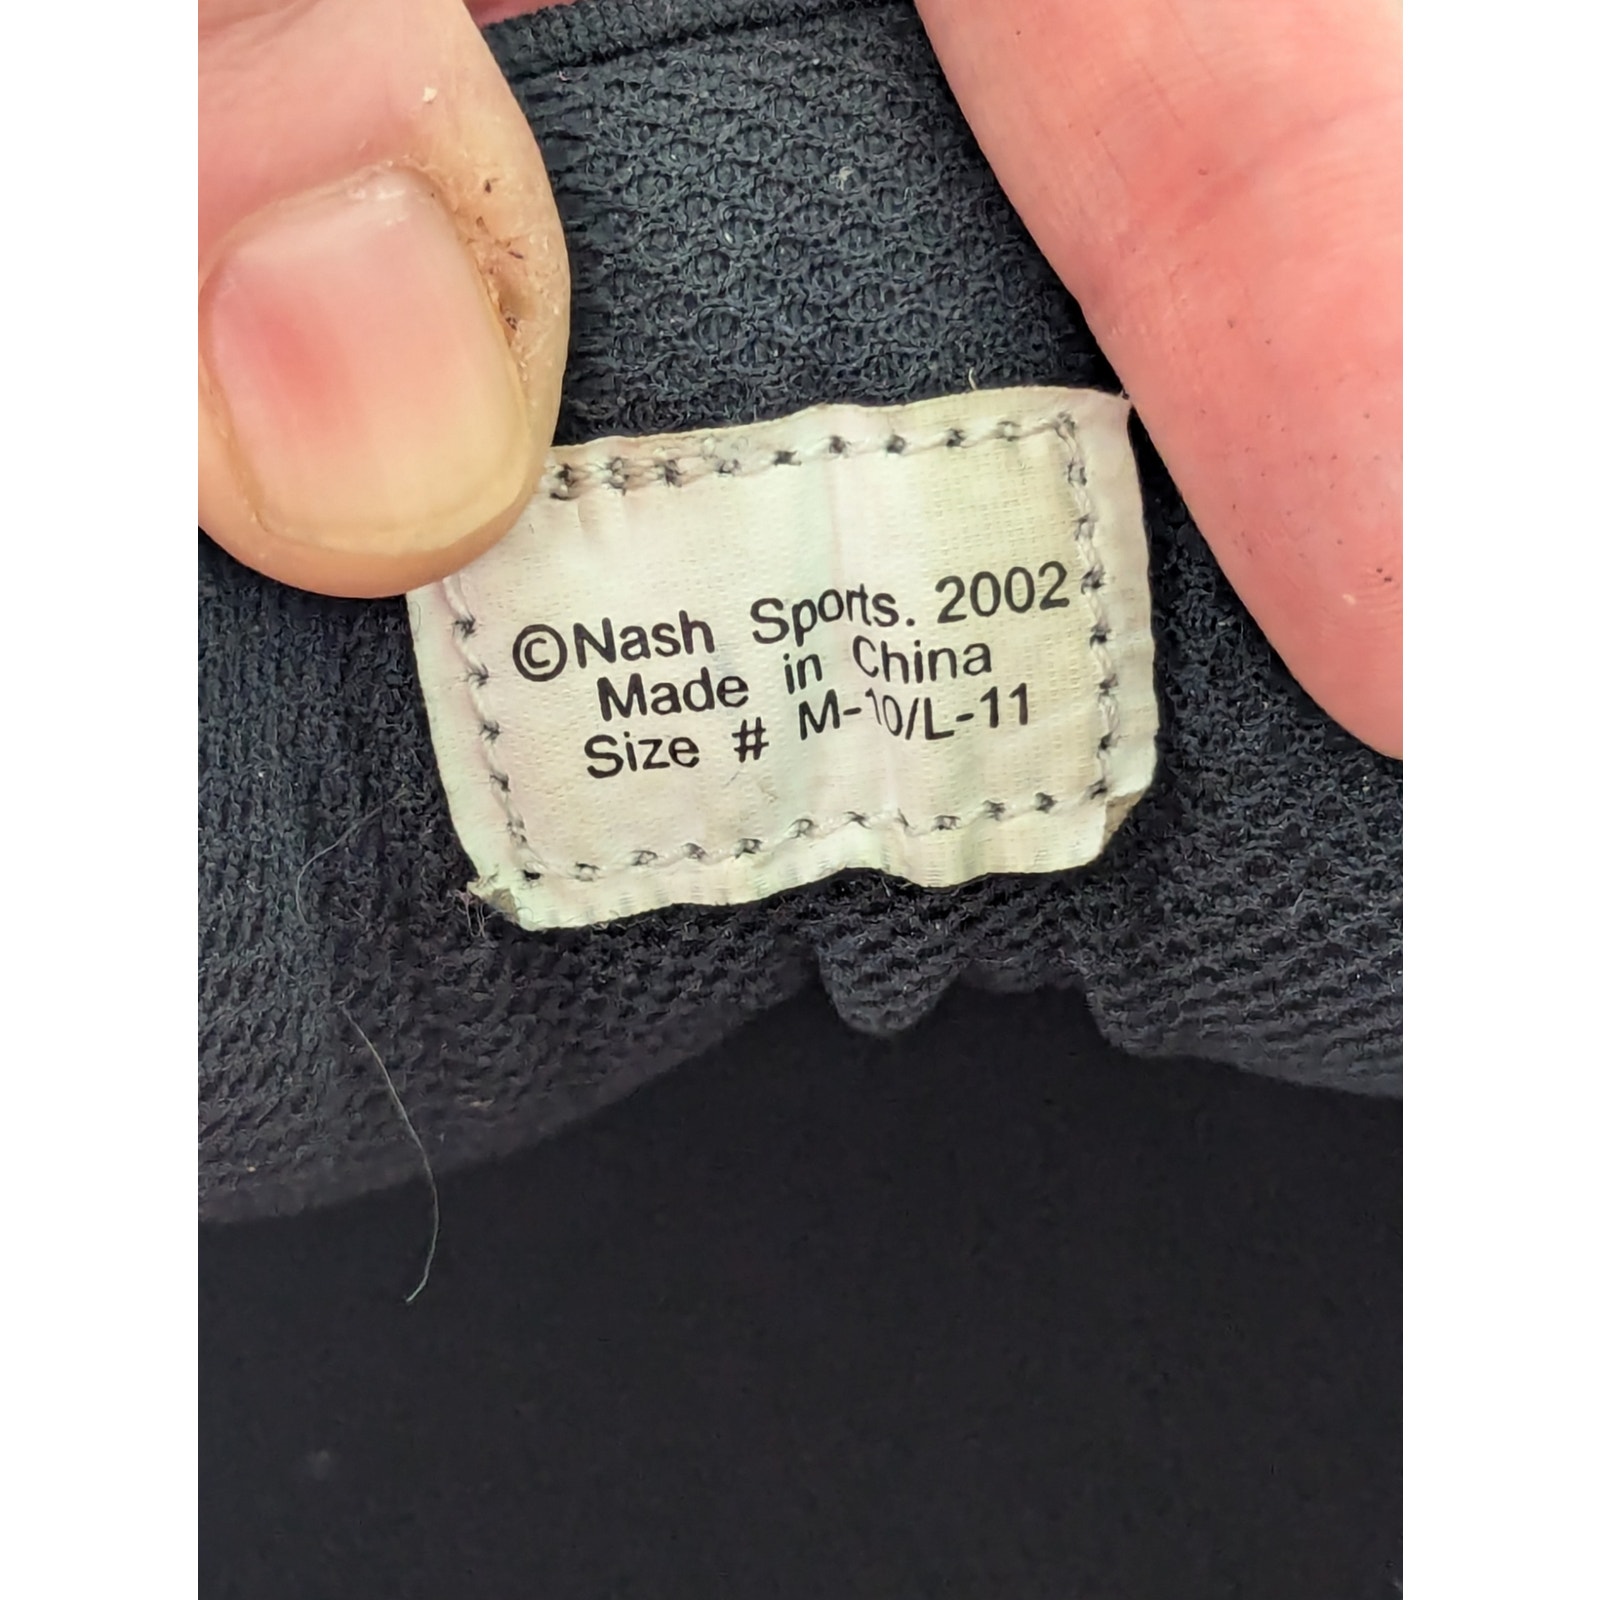 ©Nash Sports. 2002
Made in China
Size # M-10/L-11